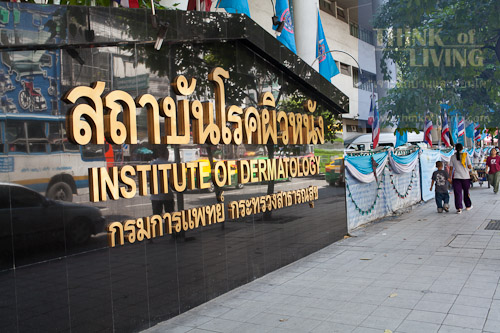 THINK of
LIVING
สถาบันโรคผิวหนัง
INSTITUTE OF DERMATOLOGY
กรมการแพทย์ กระทรวงสาธารณสุข